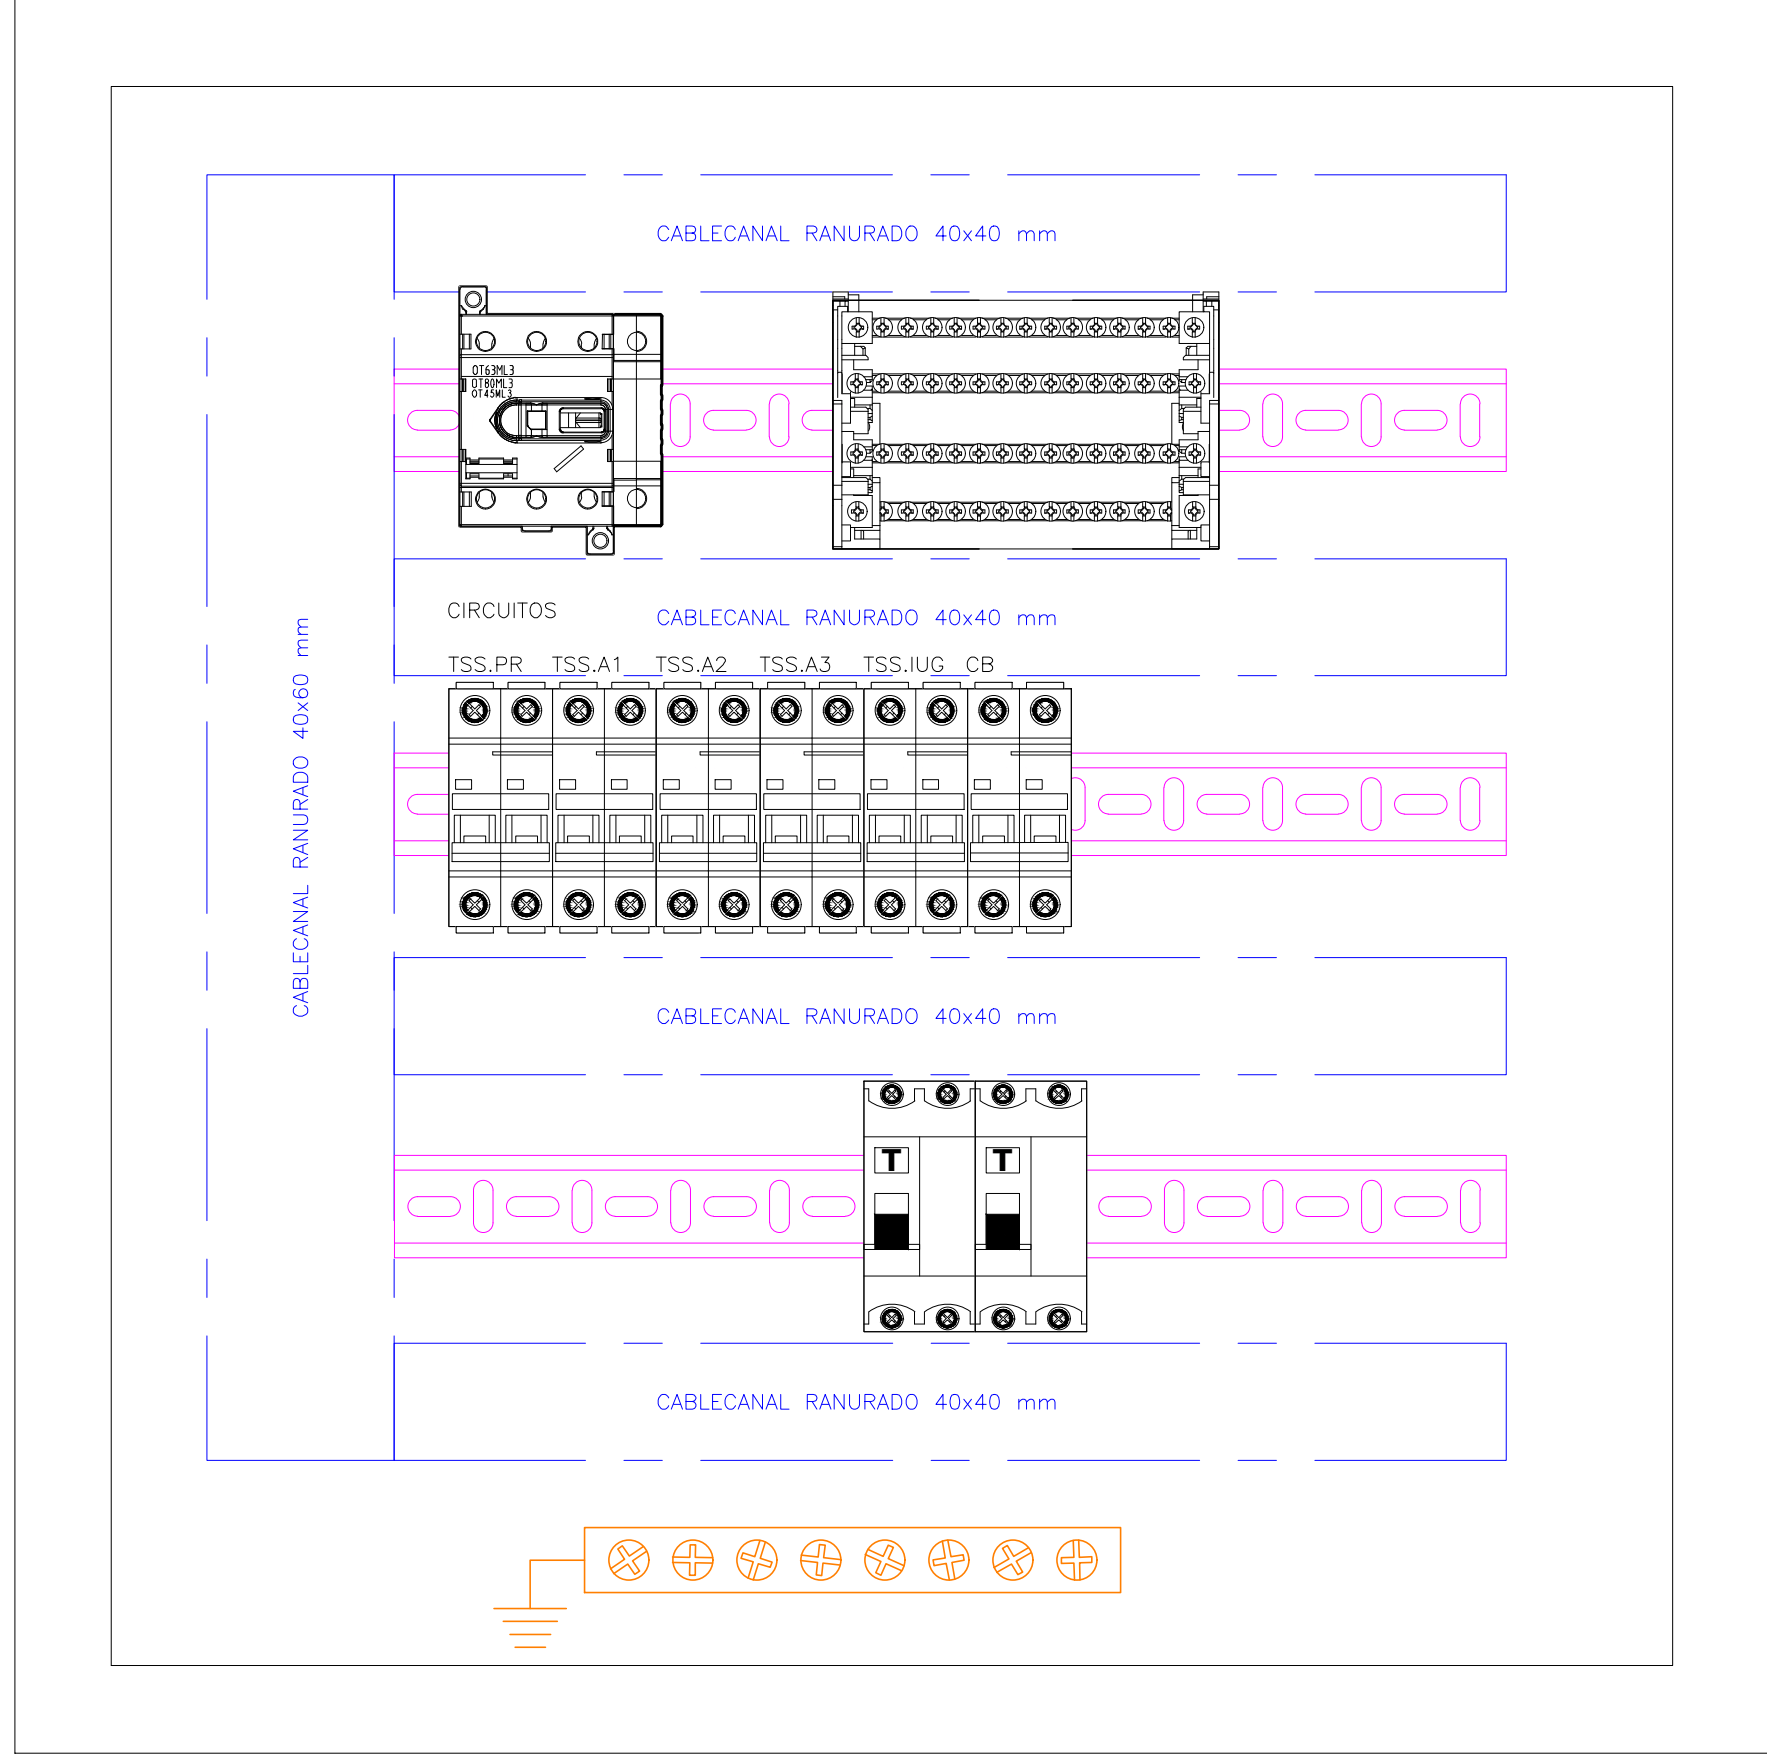 CABLECANAL RANURADO 40x40 mm
OT63ML3
OT80ML3
OT45ML3
CIRCUITOS
CABLECANAL RANURADO 40x40 mm
TSS.PR TSS.A1 TSS.A2 TSS.A3 TSS.IUG CB
CABLECANAL RANURADO 40x60 mm
CABLECANAL RANURADO 40x40 mm
T T
CABLECANAL RANURADO 40x40 mm